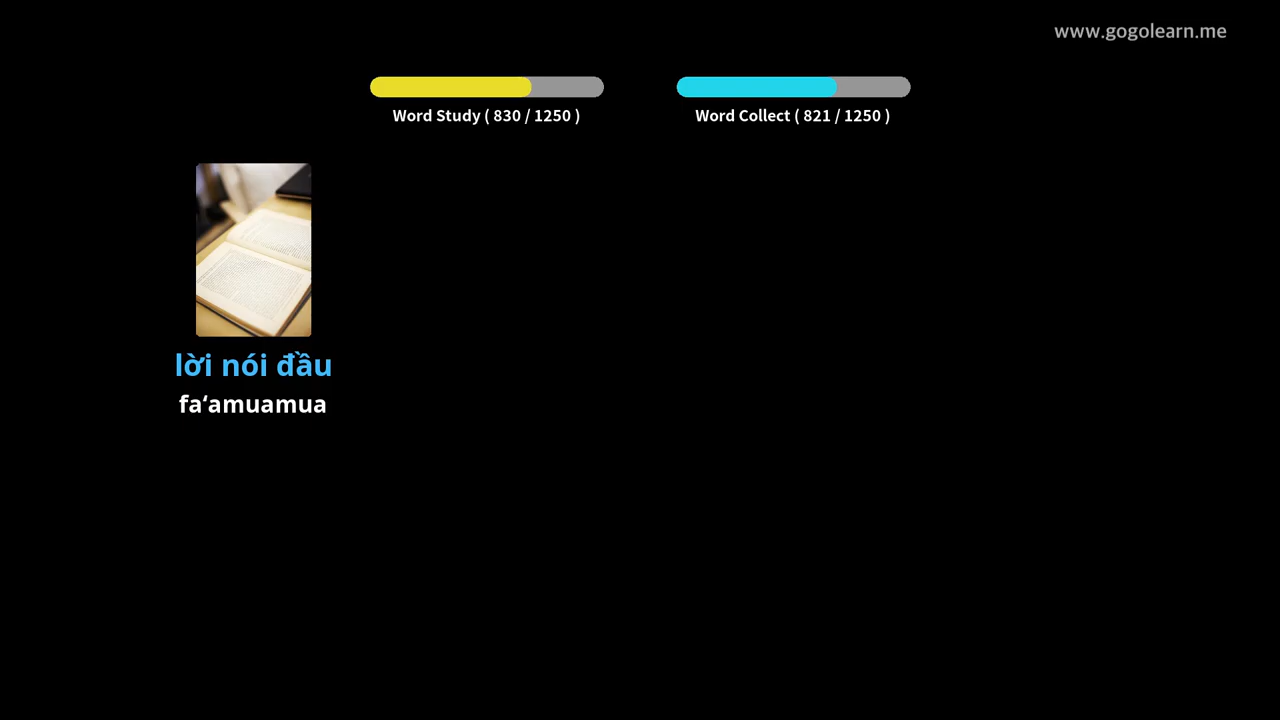 www.gogolearn.me
Word Study ( 830 / 1250 )
Word Collect ( 821 / 1250 )
lời nói đầu
faʻamuamua